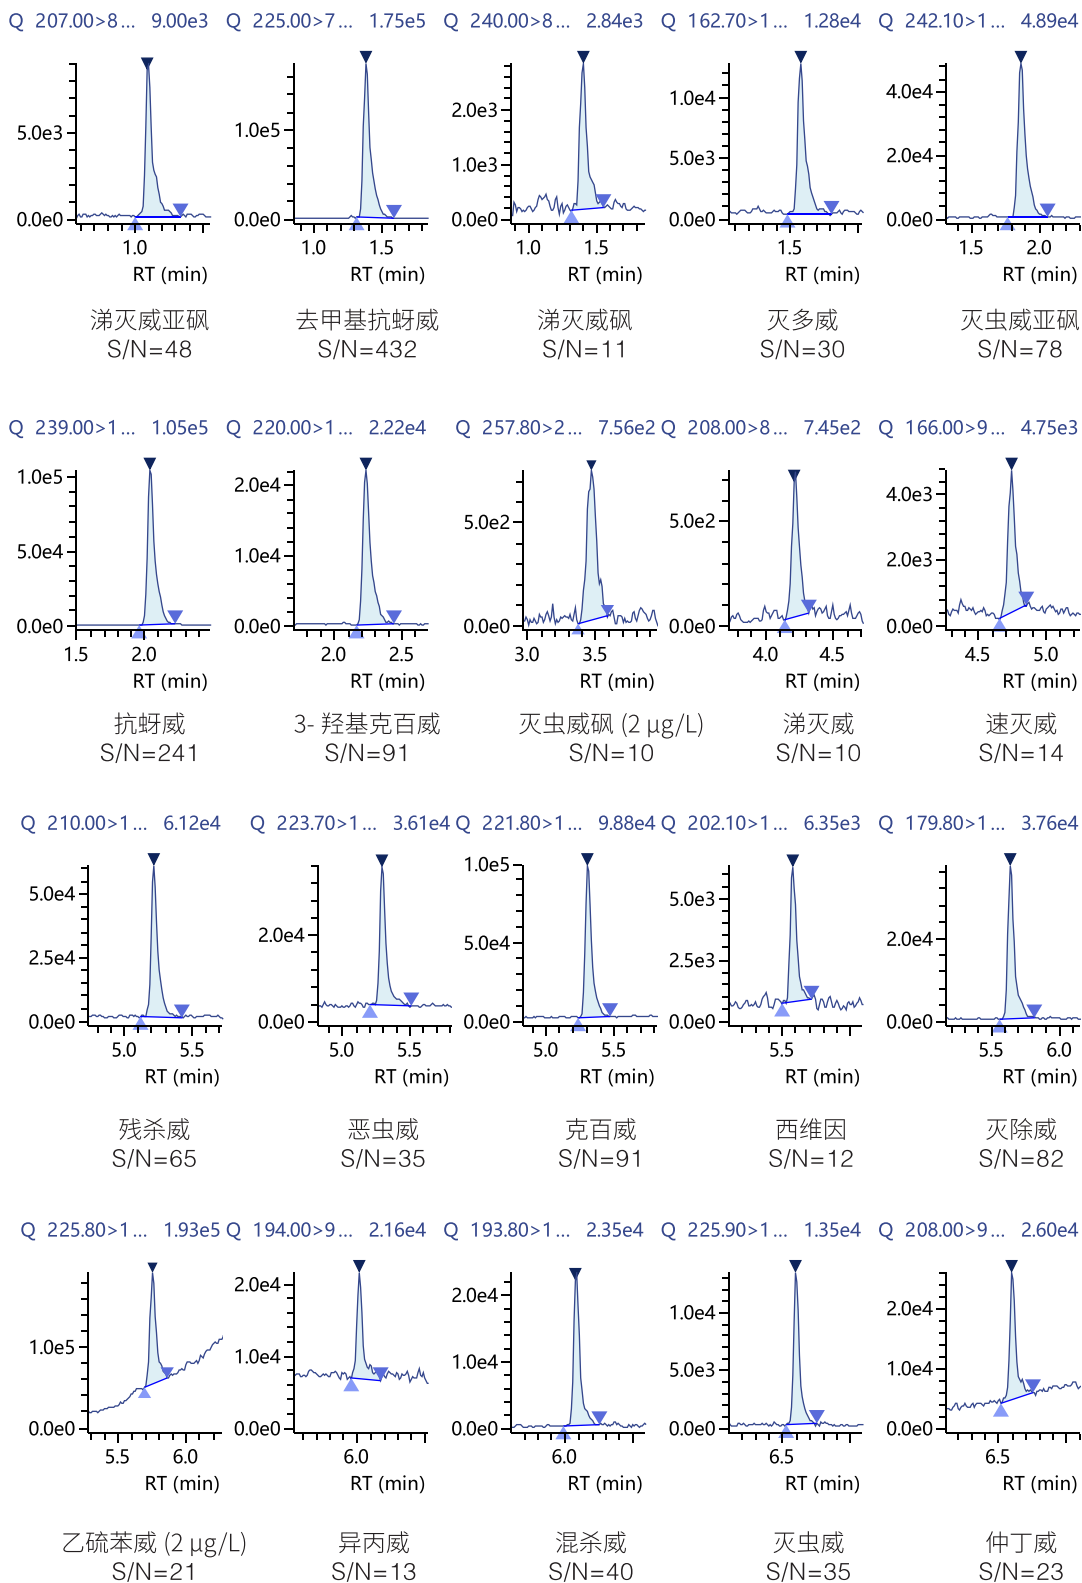 Q 207.00>8... 9.00e3
Q 225.00>7... 1.75e5
Q 240.00>8... 2.84e3
Q 162.70>1... 1.28e4
Q 242.10>1... 4.89e4
5.0e3
0.0e0
1.0
RT (min)
1.0e5
0.0e0
1.0 1.5
RT (min)
2.0e3
1.0e3
0.0e0
1.0 1.5
RT (min)
1.0e4
5.0e3
0.0e0
1.5
RT (min)
4.0e4
2.0e4
0.0e0
1.5 2.0
RT (min)
涕灭威亚砜
S/N=48
去甲基抗蚜威
S/N=432
涕灭威砜
S/N=11
灭多威
S/N=30
灭虫威亚砜
S/N=78
Q 239.00>1... 1.05e5
Q 220.00>1... 2.22e4
257.80>2... 7.56e2
Q 208.00>8... 7.45e2
Q 166.00>9... 4.75e3
1.0e5
5.0e4
0.0e0
1.5 2.0
RT (min)
2.0e4
1.0e4
0.0e0
2.0 2.5
RT (min)
5.0e2
0.0e0
3.0 3.5
RT (min)
5.0e2
0.0e0
4.0 4.5
RT (min)
4.0e3
2.0e3
0.0e0
4.5 5.0
RT (min)
抗蚜威
S/N=241
3- 羟基克百威
S/N=91
灭虫威砜 (2 μg/L)
S/N=10
涕灭威
S/N=10
速灭威
S/N=14
Q 210.00>1... 6.12e4
Q 223.70>1... 3.61e4
Q 221.80>1... 9.88e4
Q 202.10>1... 6.35e3
Q 179.80>1... 3.76e4
5.0e4
2.5e4
0.0e0
5.0 5.5
RT (min)
2.0e4
0.0e0
5.0 5.5
RT (min)
1.0e5
5.0e4
0.0e0
5.0 5.5
RT (min)
5.0e3
2.5e3
0.0e0
5.5
RT (min)
2.0e4
0.0e0
5.5 6.0
RT (min)
残杀威
S/N=65
恶虫威
S/N=35
克百威
S/N=91
西维因
S/N=12
灭除威
S/N=82
Q 225.80>1... 1.93e5
Q 194.00>9... 2.16e4
Q 193.80>1... 2.35e4
Q 225.90>1... 1.35e4
Q 208.00>9... 2.60e4
1.0e5
0.0e0
5.5 6.0
RT (min)
2.0e4
1.0e4
0.0e0
6.0
RT (min)
2.0e4
1.0e4
0.0e0
6.0
RT (min)
1.0e4
5.0e3
0.0e0
6.5
RT (min)
2.0e4
1.0e4
0.0e0
6.5
RT (min)
乙硫苯威 (2 μg/L)
S/N=21
异丙威
S/N=13
混杀威
S/N=40
灭虫威
S/N=35
仲丁威
S/N=23